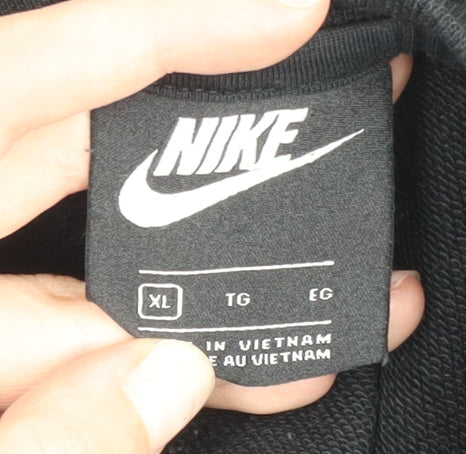 NIKE
XL TG EG
IN VIETNAM
AU VIETNAM